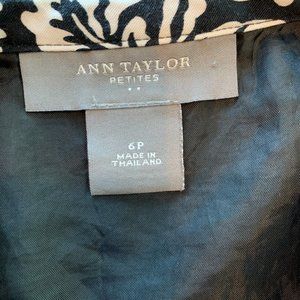 ANN TAYLOR
PETITES
6P
MADE IN
THAILAND